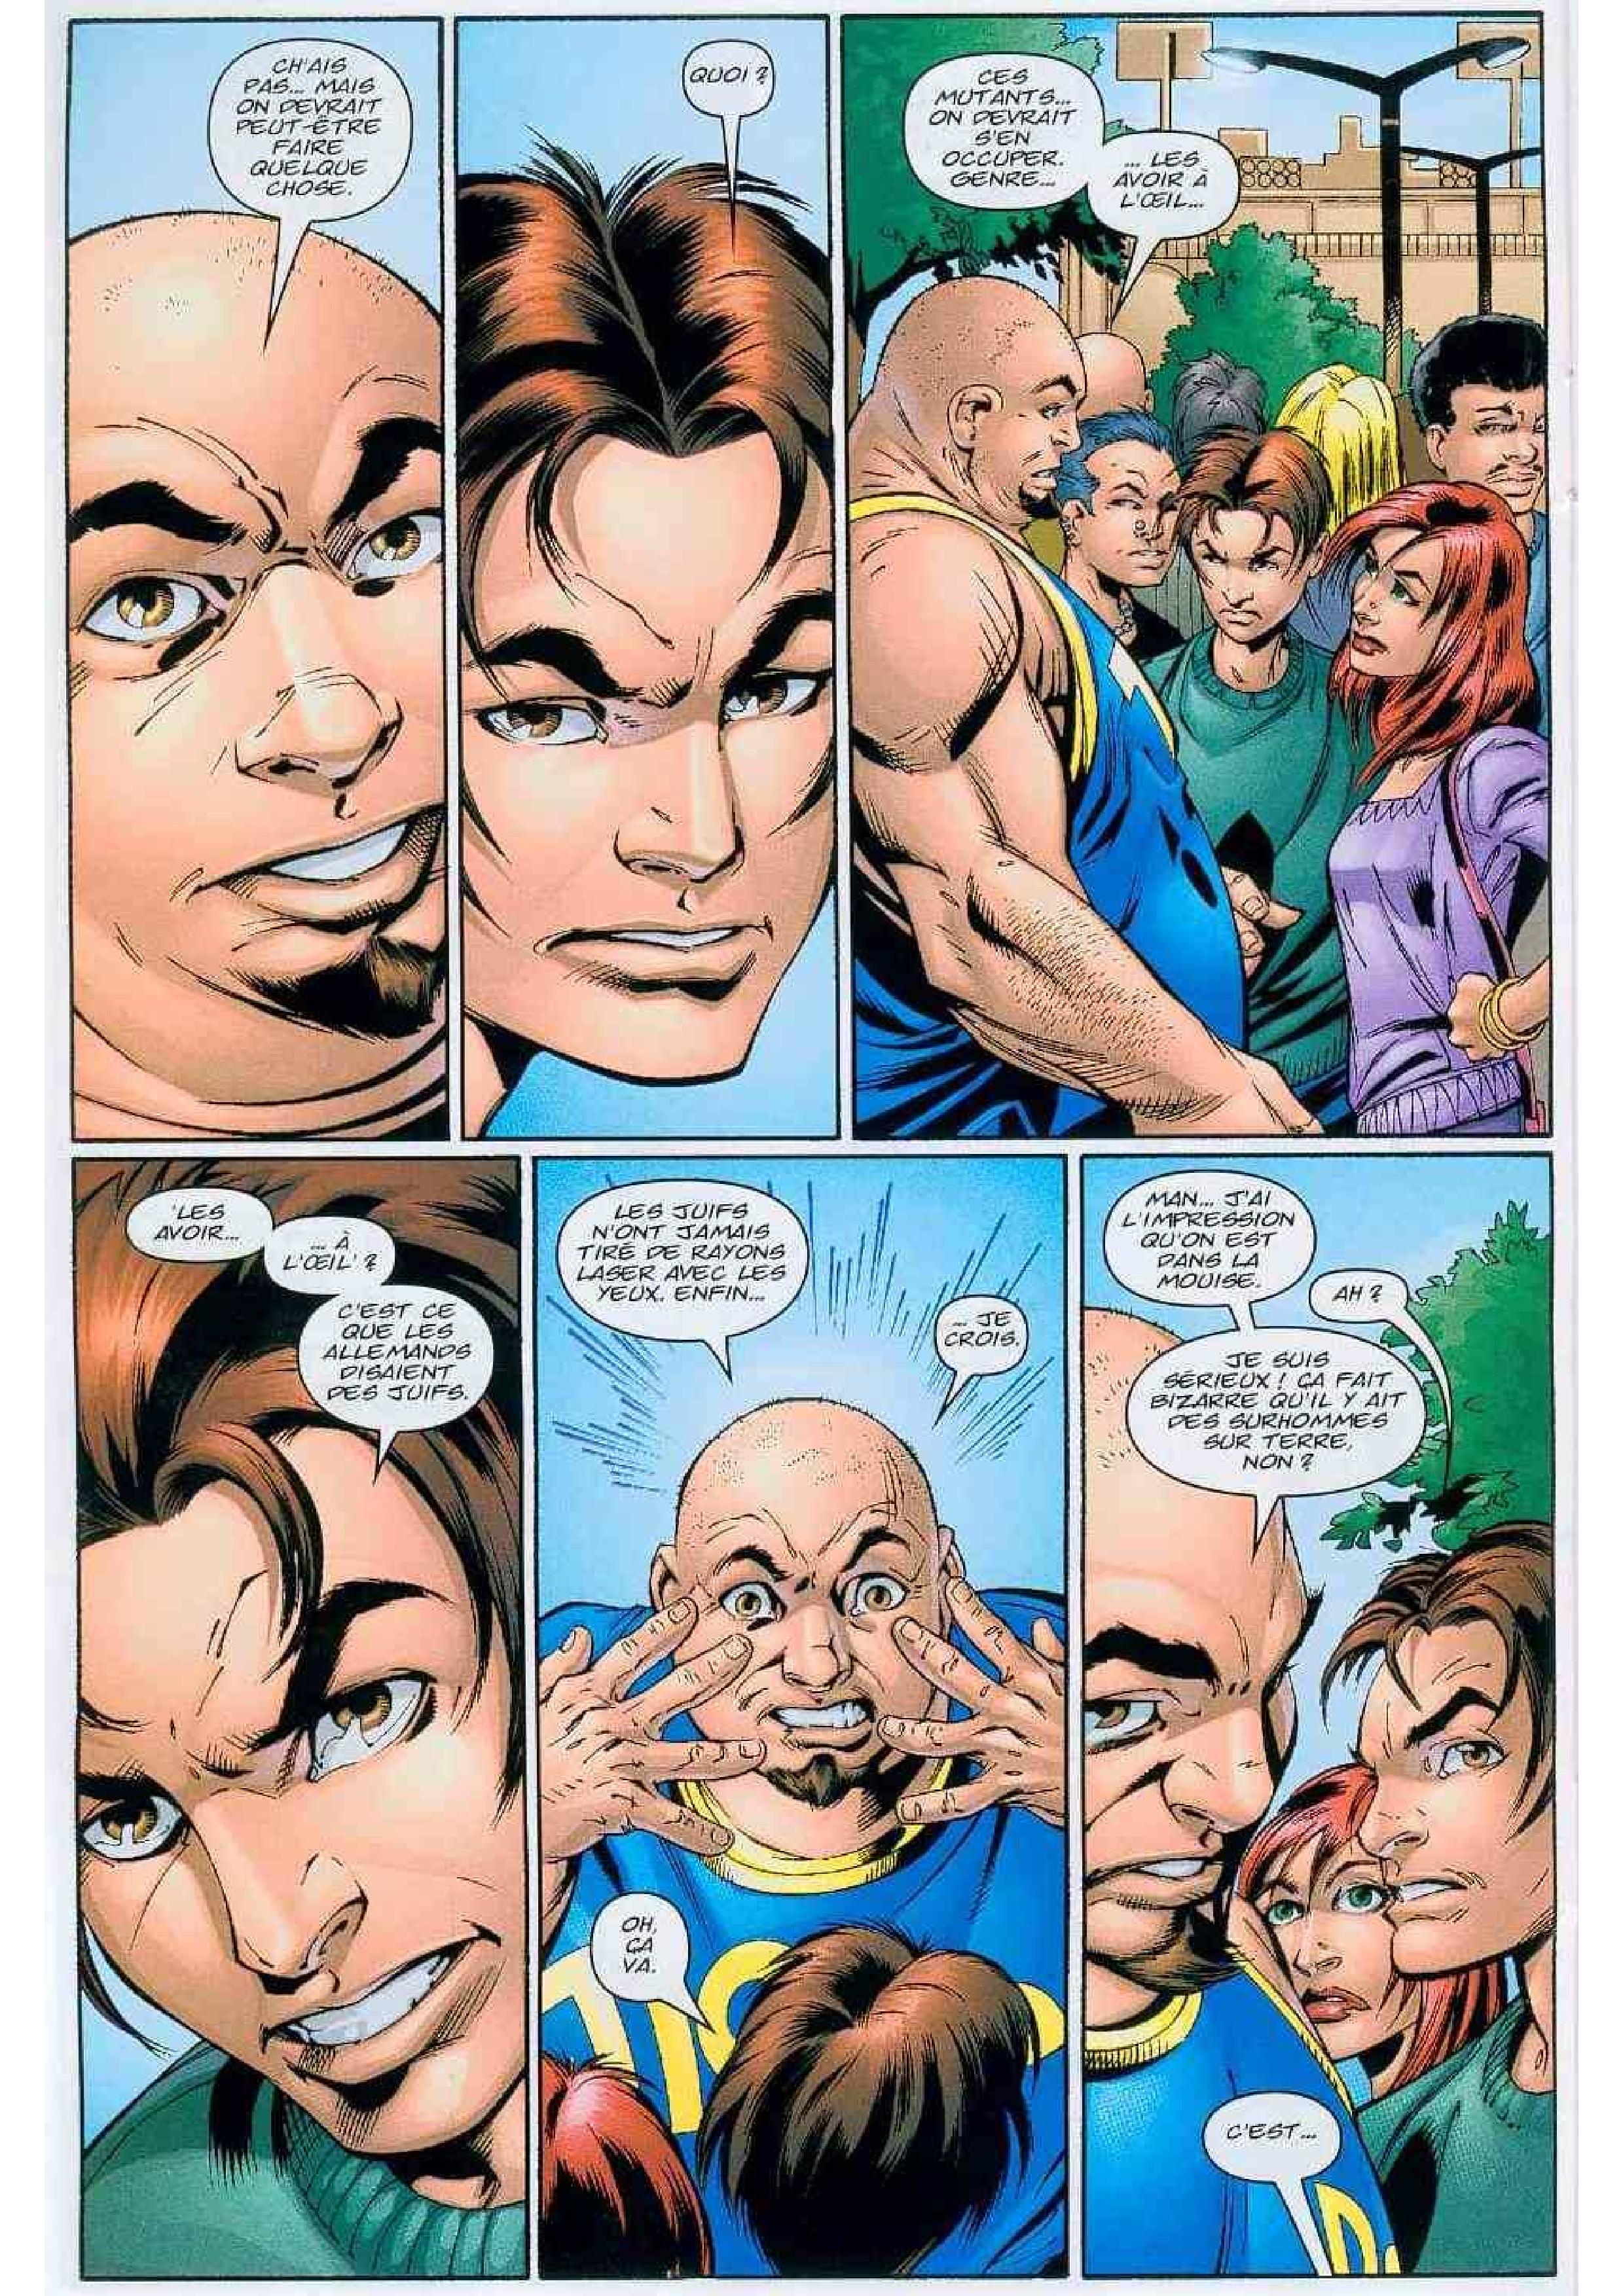 CH'AIS
PAS... MAIS
ON DEVRAIT
PEUT-ÊTRE
FAIRE
QUELQUE
CHOSE.
QUOI ?
CES
MUTANTS...
ON DEVRAIT
S'EN
OCCUPER.
GENRE...
... LES
AVOIR À
L'ŒIL...
'LES
AVOIR...
... À
L'ŒIL' ?
C'EST CE
QUE LES
ALLEMANDS
DISAIENT
DES JUIFS.
LES JUIFS
N'ONT JAMAIS
TIRÉ DE RAYONS
LASER AVEC LES
YEUX. ENFIN...
... JE
CROIS.
OH,
ÇA
VA.
MAN... J'AI
L'IMPRESSION
QU'ON EST
DANS LA
MOUISE.
AH ?
JE SUIS
SÉRIEUX ! ÇA FAIT
BIZARRE QU'IL Y AIT
DES SURHOMMES
SUR TERRE,
NON ?
C'EST...